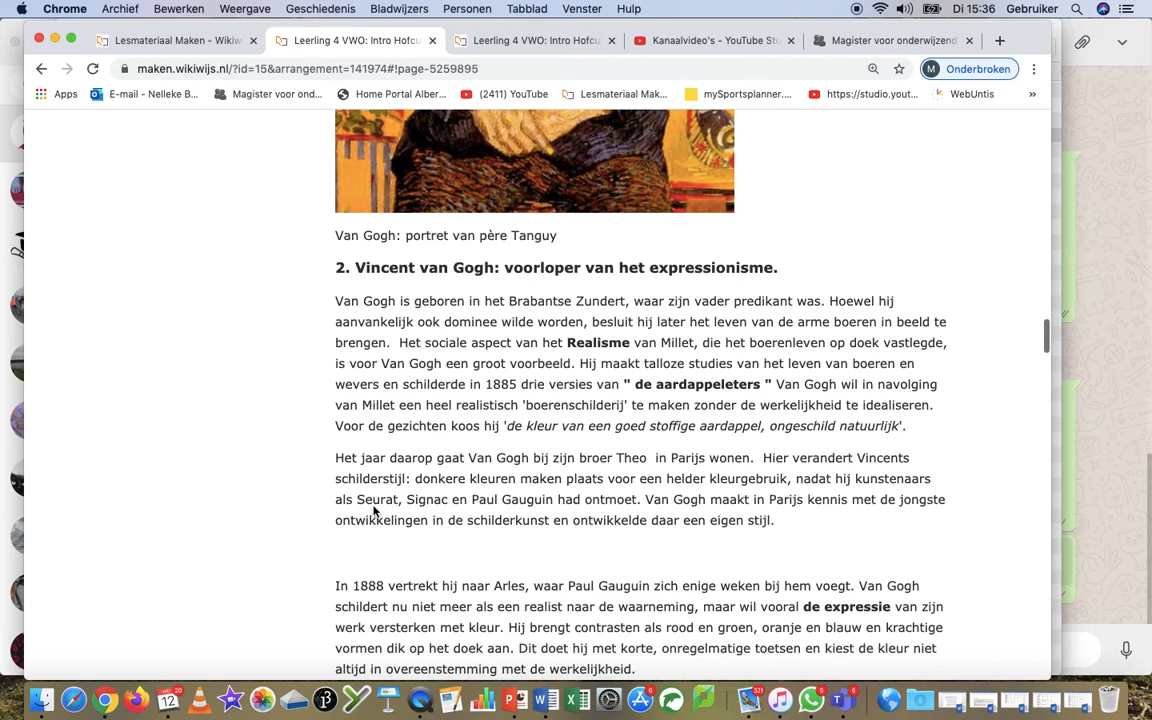 Chrome Archief Bewerken Weergave Geschiedenis Bladwijzers Personen Tabblad Venster Help Di 15:36 Gebruiker
Lesmateriaal Maken - Wikiw Leerling 4 VWO: Intro Hofcu Leerling 4 VWO: Intro Hofcu Kanaalvideo's - YouTube Stu Magister voor onderwijzend
maken.wikiwijs.nl/?id=15&arrangement=141974#!page-5259895 M Onderbroken
Apps E-mail - Nelleke B... Magister voor ond... Home Portal Alber... (2411) YouTube Lesmateriaal Mak... mySportsplanner.... https://studio.yout... WebUntis »
Van Gogh: portret van père Tanguy
2. Vincent van Gogh: voorloper van het expressionisme.
Van Gogh is geboren in het Brabantse Zundert, waar zijn vader predikant was. Hoewel hij
aanvankelijk ook dominee wilde worden, besluit hij later het leven van de arme boeren in beeld te
brengen. Het sociale aspect van het Realisme van Millet, die het boerenleven op doek vastlegde,
is voor Van Gogh een groot voorbeeld. Hij maakt talloze studies van het leven van boeren en
wevers en schilderde in 1885 drie versies van " de aardappeleters " Van Gogh wil in navolging
van Millet een heel realistisch 'boerenschilderij' te maken zonder de werkelijkheid te idealiseren.
Voor de gezichten koos hij 'de kleur van een goed stoffige aardappel, ongeschild natuurlijk'.
Het jaar daarop gaat Van Gogh bij zijn broer Theo in Parijs wonen. Hier verandert Vincents
schilderstijl: donkere kleuren maken plaats voor een helder kleurgebruik, nadat hij kunstenaars
als Seurat, Signac en Paul Gauguin had ontmoet. Van Gogh maakt in Parijs kennis met de jongste
ontwikkelingen in de schilderkunst en ontwikkelde daar een eigen stijl.
In 1888 vertrekt hij naar Arles, waar Paul Gauguin zich enige weken bij hem voegt. Van Gogh
schildert nu niet meer als een realist naar de waarneming, maar wil vooral de expressie van zijn
werk versterken met kleur. Hij brengt contrasten als rood en groen, oranje en blauw en krachtige
vormen dik op het doek aan. Dit doet hij met korte, onregelmatige toetsen en kiest de kleur niet
altijd in overeenstemming met de werkelijkheid.